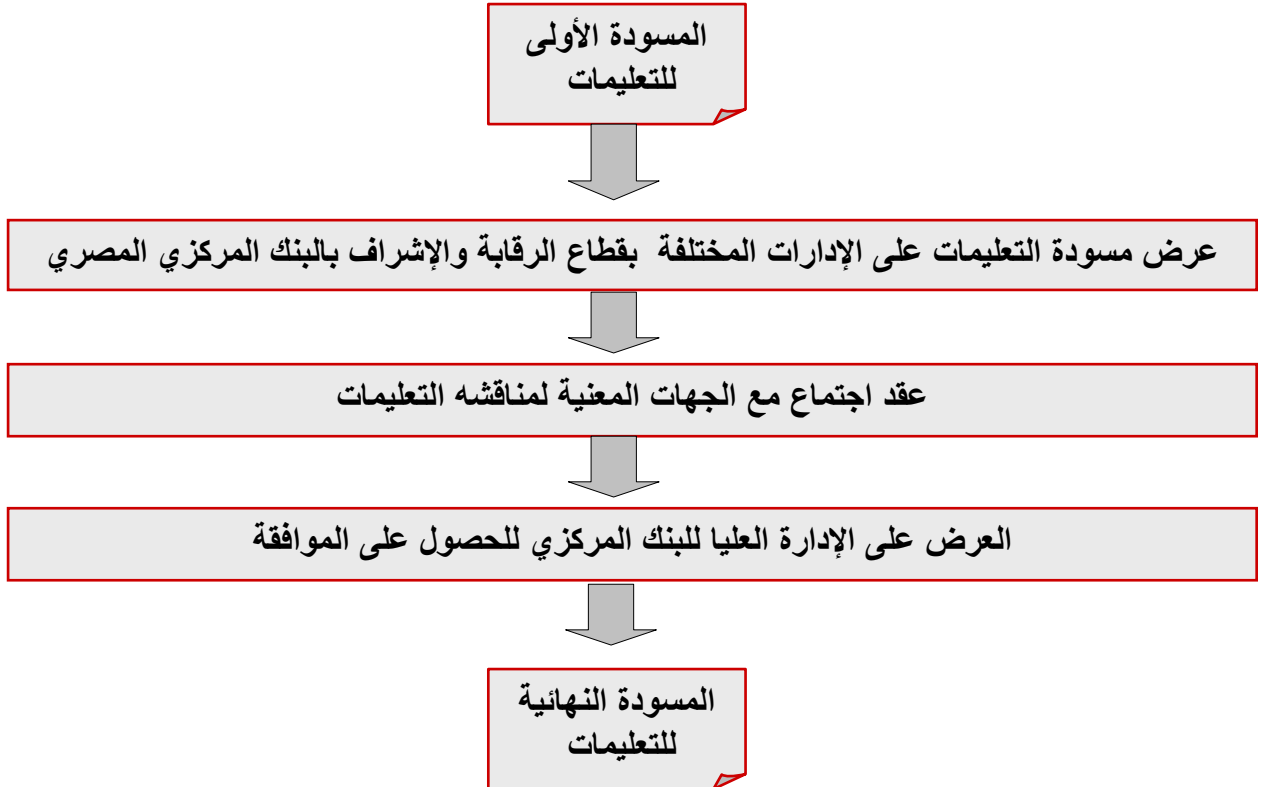 المسودة الأولى
للتعليمات
عرض مسودة التعليمات على الإدارات المختلفة بقطاع الرقابة والإشراف بالبنك المركزي المصري
عقد اجتماع مع الجهات المعنية لمناقشه التعليمات
العرض على الإدارة العليا للبنك المركزي للحصول على الموافقة
المسودة النهائية
للتعليمات